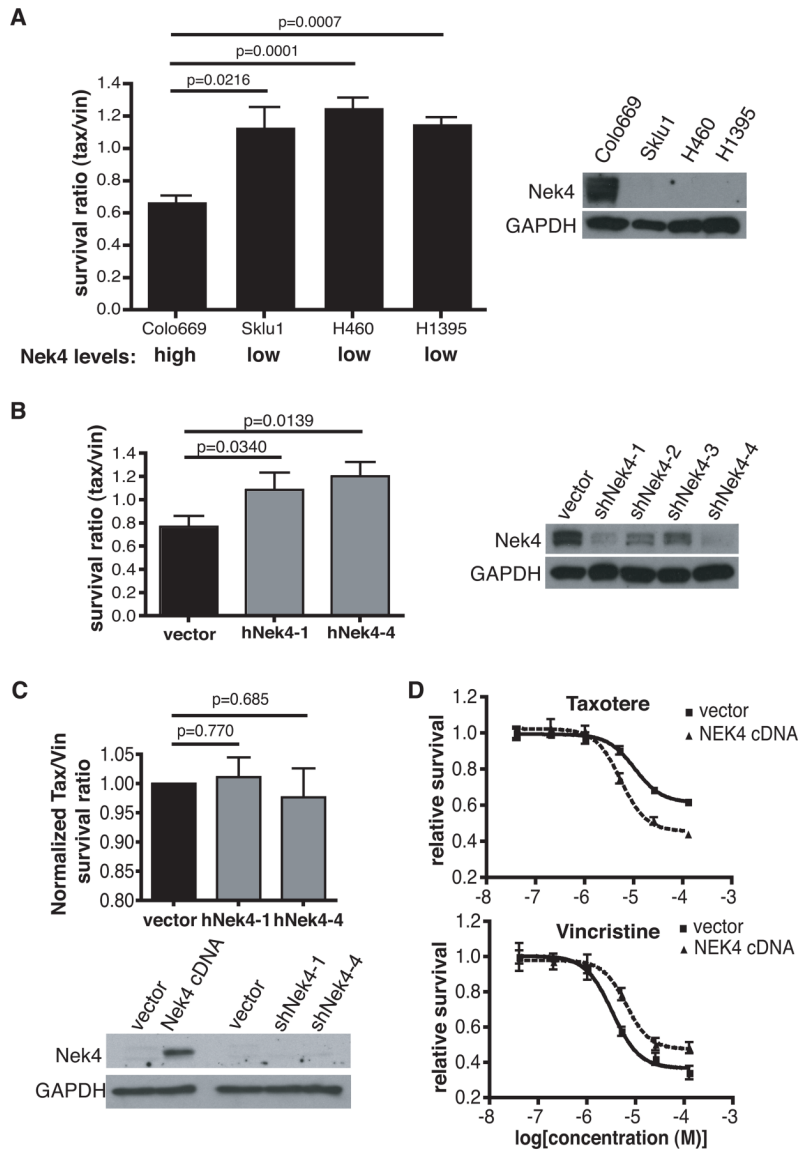 A
p=0.0007
p=0.0001
p=0.0216
survival ratio (tax/vin)
1.4
1.2
1.0
0.8
0.6
0.4
0.2
0.0
Colo669 Sklu1 H460 H1395
Nek4 levels: high low low low
Colo669 Sklu1 H460 H1395
Nek4
GAPDH
B
p=0.0139
p=0.0340
survival ratio (tax/vin)
1.4
1.2
1.0
0.8
0.6
0.4
0.2
0.0
vector hNek4-1 hNek4-4
vector shNek4-1 shNek4-2 shNek4-3 shNek4-4
Nek4
GAPDH
C
p=0.685
p=0.770
Normalized Tax/Vin
survival ratio
1.05
1.00
0.95
0.90
0.85
0.80
vector hNek4-1 hNek4-4
vector Nek4 cDNA vector shNek4-1 shNek4-4
Nek4
GAPDH
D
Taxotere
vector
NEK4 cDNA
relative survival
1.2
1.0
0.8
0.6
0.4
0.2
-8 -7 -6 -5 -4 -3
Vincristine
vector
NEK4 cDNA
relative survival
1.2
1.0
0.8
0.6
0.4
0.2
-8 -7 -6 -5 -4 -3
log[concentration (M)]